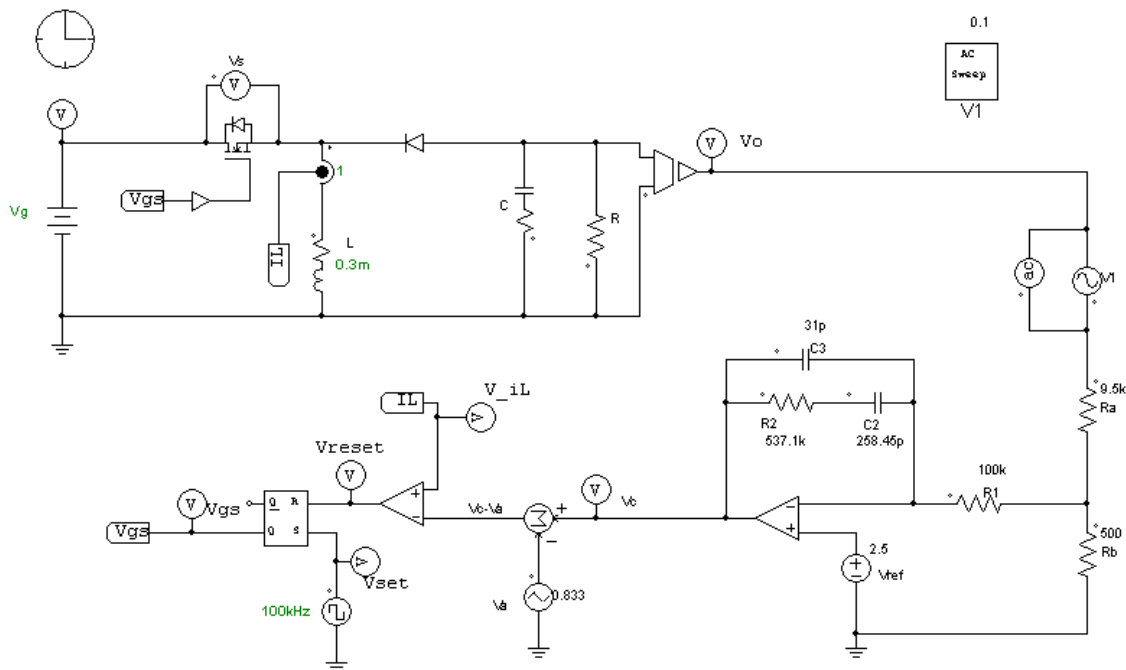 0.1
AC
Sweep
V1
Vs
V
V
V
Vo
Vgs
1
Vg
IL
L
0.3m
C
R
ac
V1
31p
C3
R2
537.1k
C2
258.45p
9.5k
Ra
IL
V_iL
V
Vreset
V
V
Vgs
Q
R
Q
S
Vgs
+
-
Vc-Va
Σ
+
-
V
Vc
-
+
100k
R1
500
Rb
2.5
+
-
Vref
V
Vset
100kHz
Va
0.833